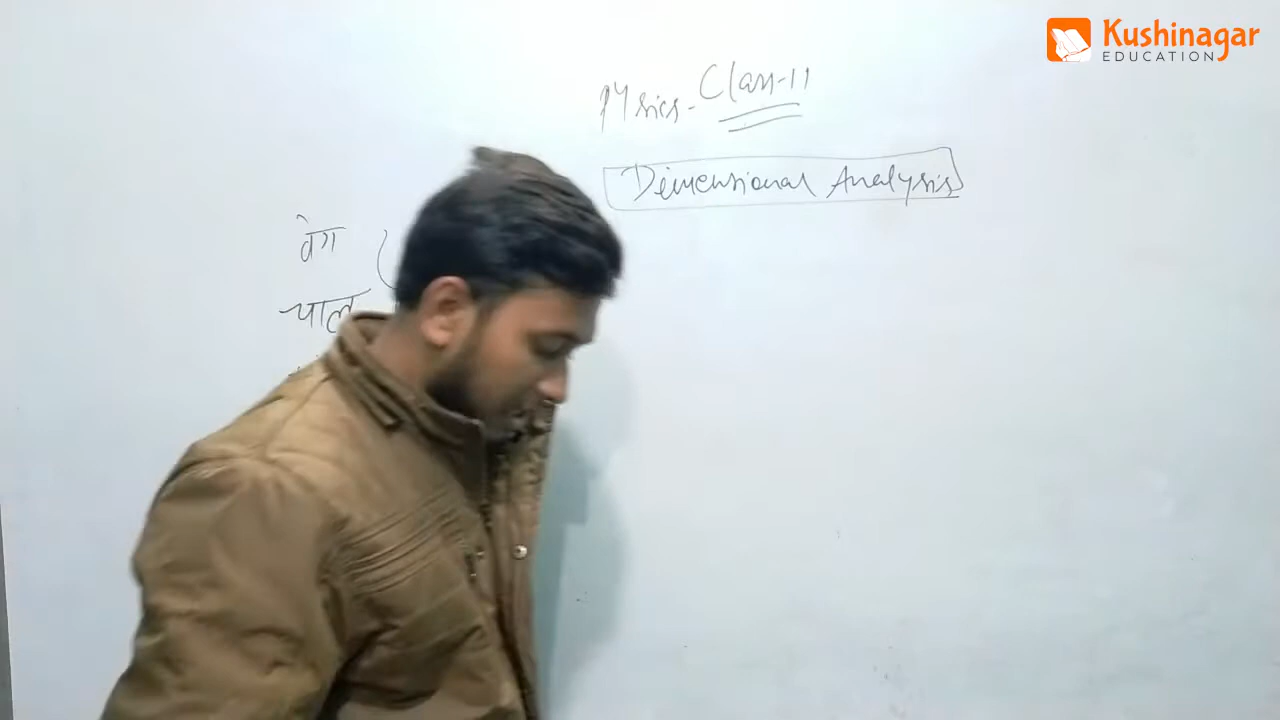 Kushinagar
EDUCATION
Physics - Class-11
Dimensional Analysis
वेग
चाल